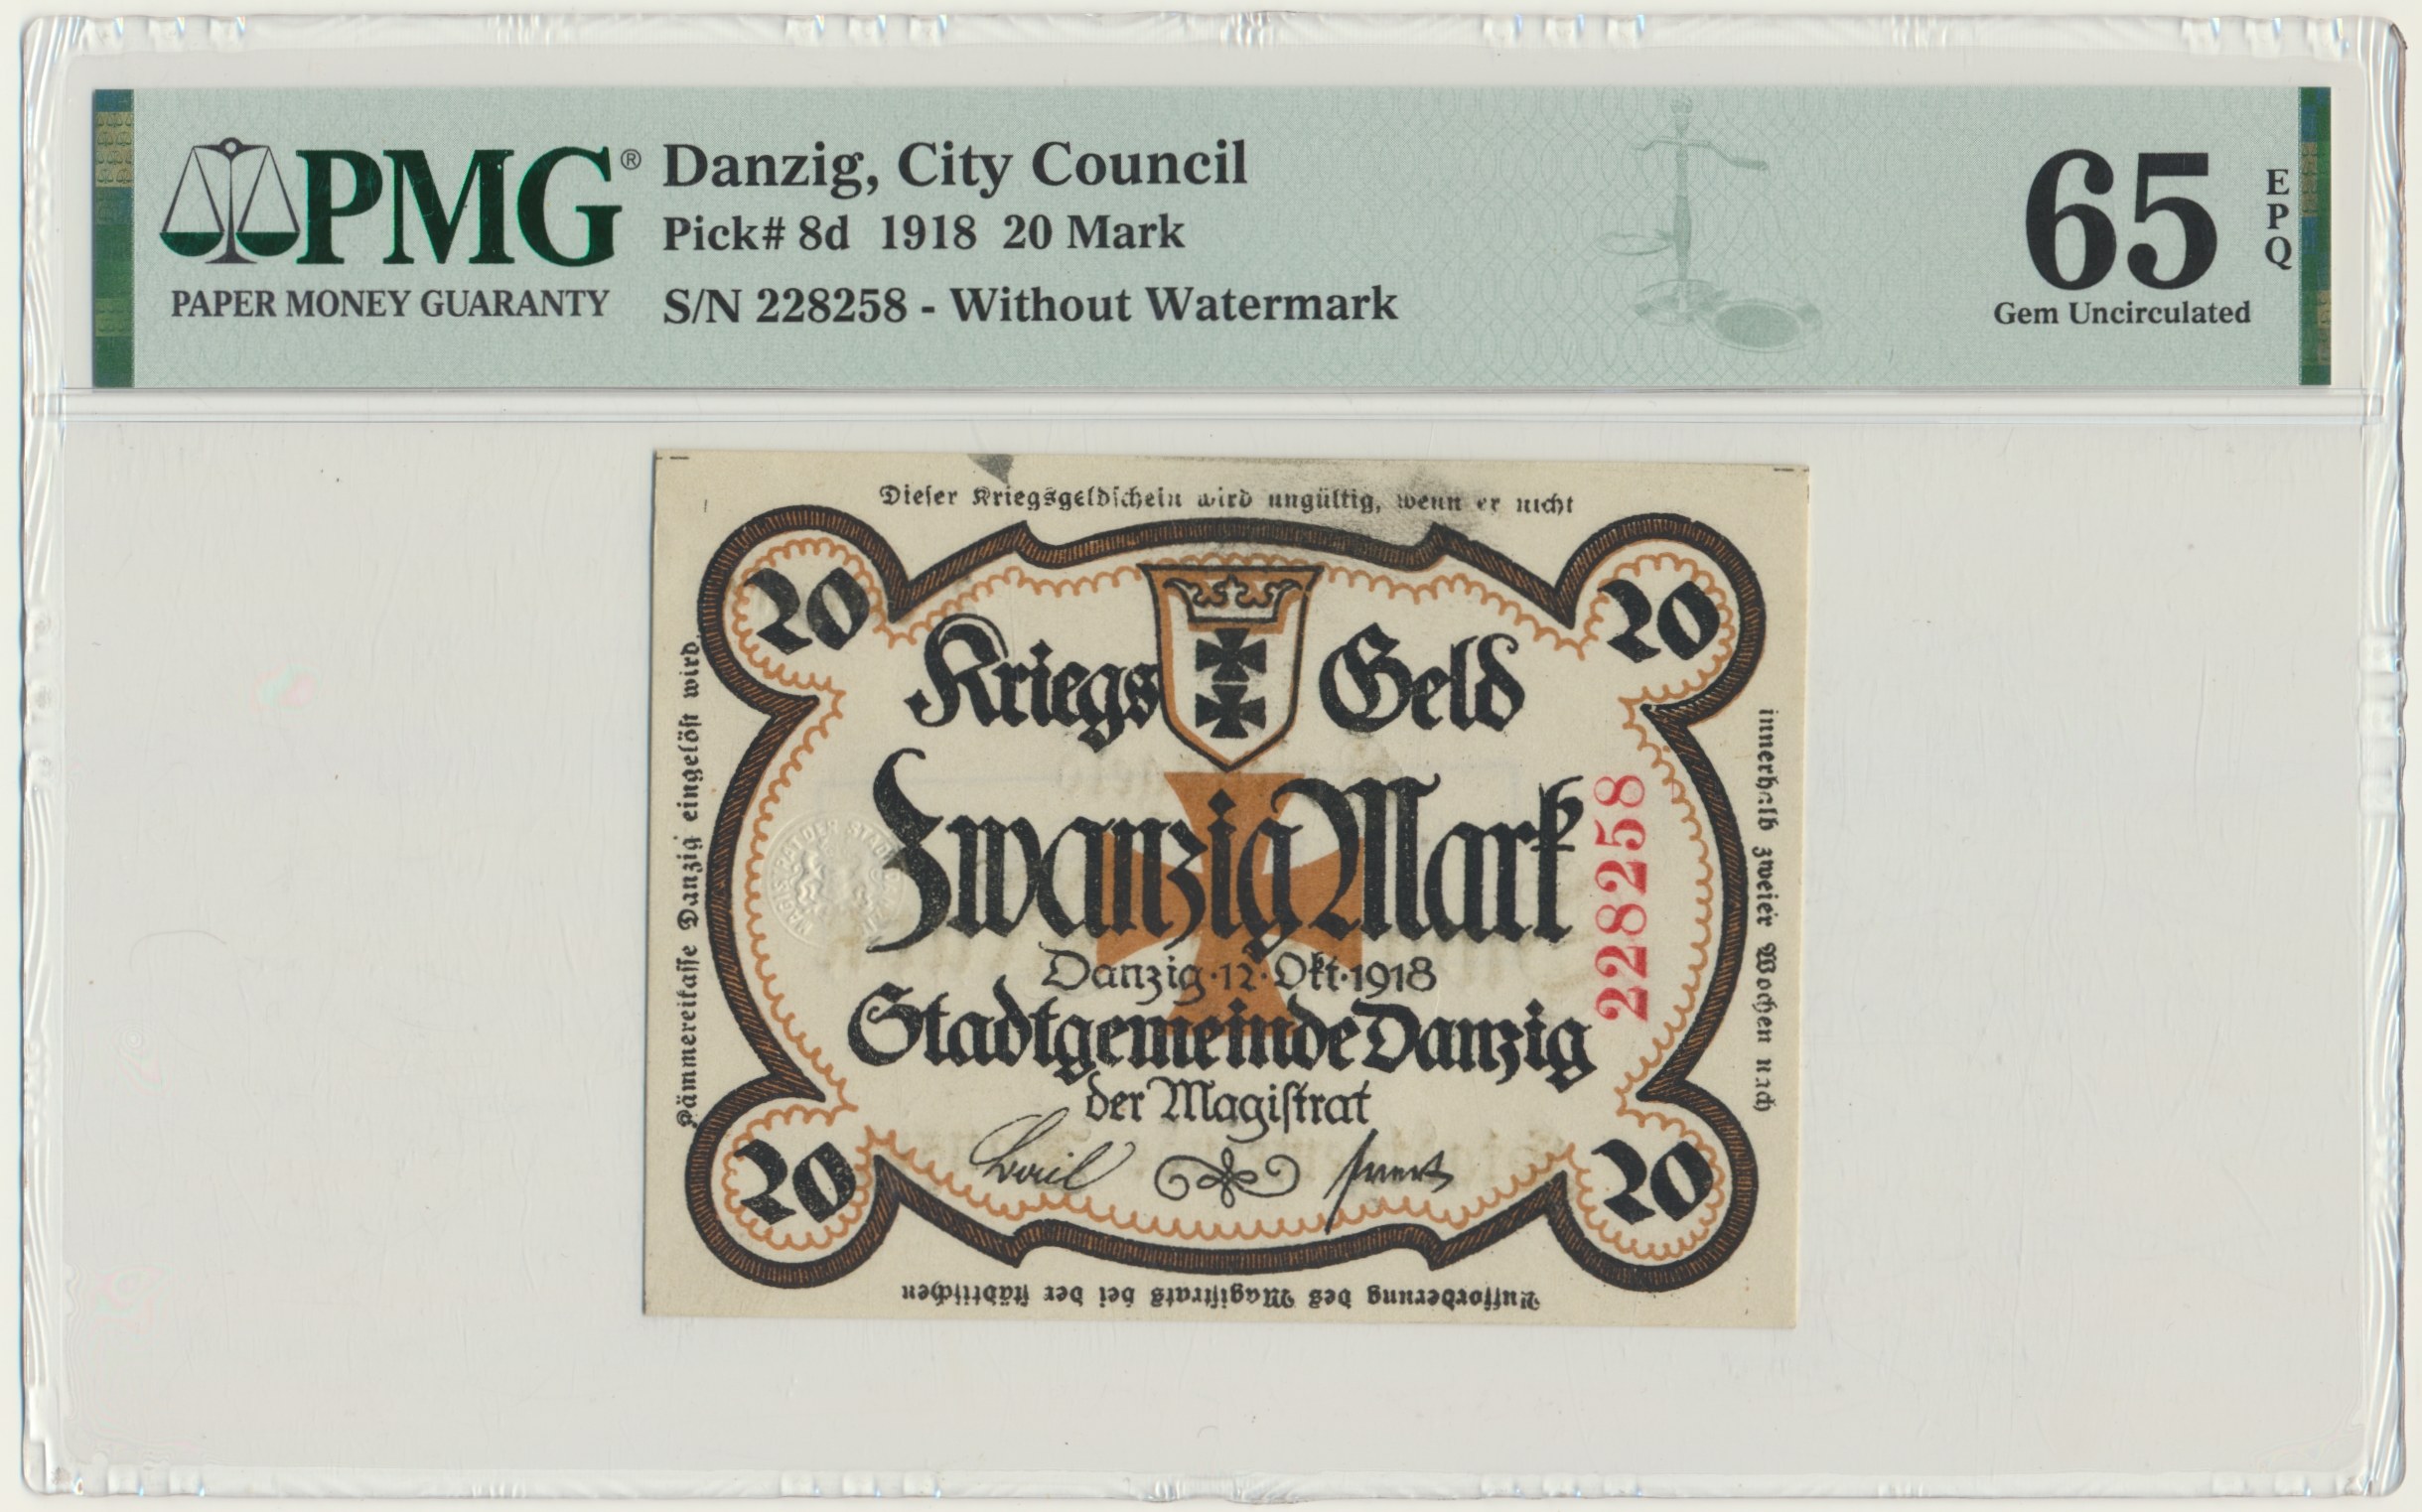 PMG® Danzig, City Council
Pick# 8d 1918 20 Mark
PAPER MONEY GUARANTY S/N 228258 - Without Watermark
65 EPQ
Gem Uncirculated
Dieser Kriegsgeldschein wird ungültig, wenn er nicht
innerhalb zweier Wochen nach
Aufforderung des Magistrats bei der städtischen
Kämmereikasse Danzig eingelöst wird.
20 20
Kriegs Geld
Zwanzig Mark
228258
MAGISTRAT DER STADT
Danzig·12·Okt·1918
Stadtgemeinde Danzig
der Magistrat
20 20